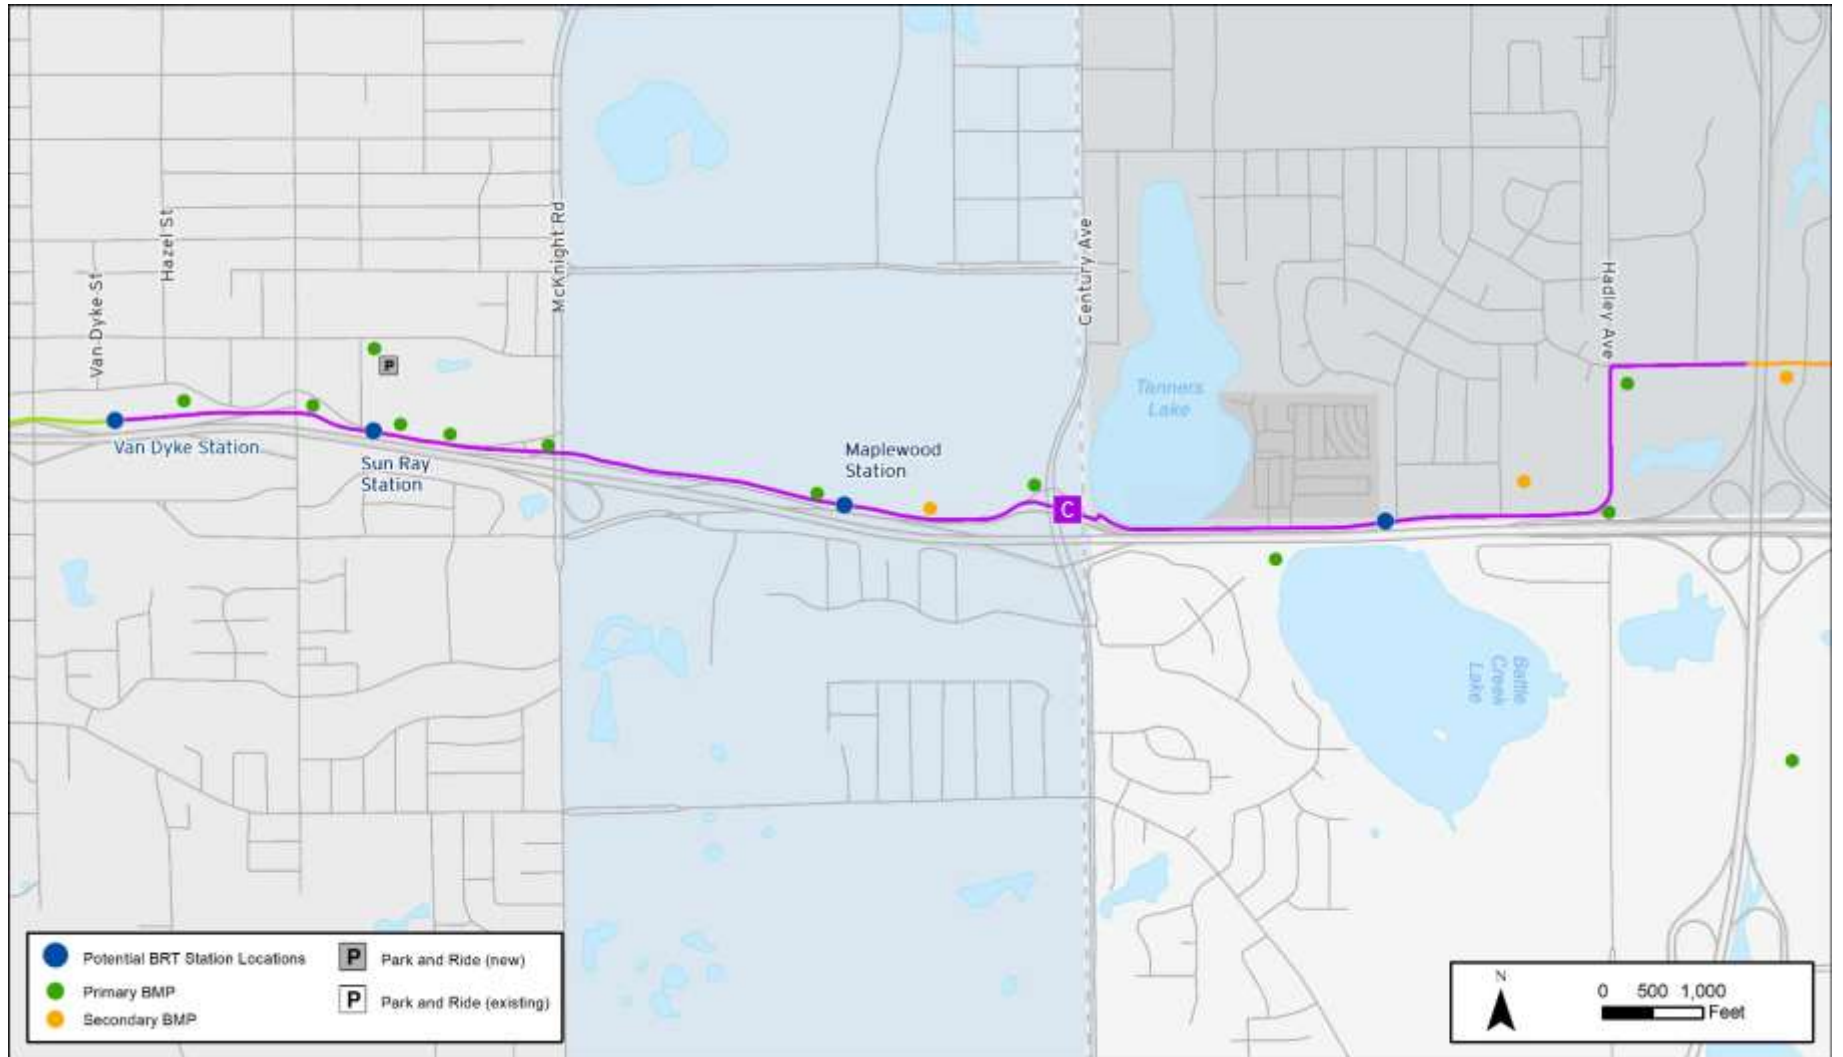 Van Dyke St
Hazel St
McKnight Rd
Century Ave
Hadley Ave
P
Tanners
Lake
Van Dyke Station
Sun Ray
Station
Maplewood
Station
C
Battle
Creek
Lake
Potential BRT Station Locations
Primary BMP
Secondary BMP
P Park and Ride (new)
P Park and Ride (existing)
N
0 500 1,000
Feet